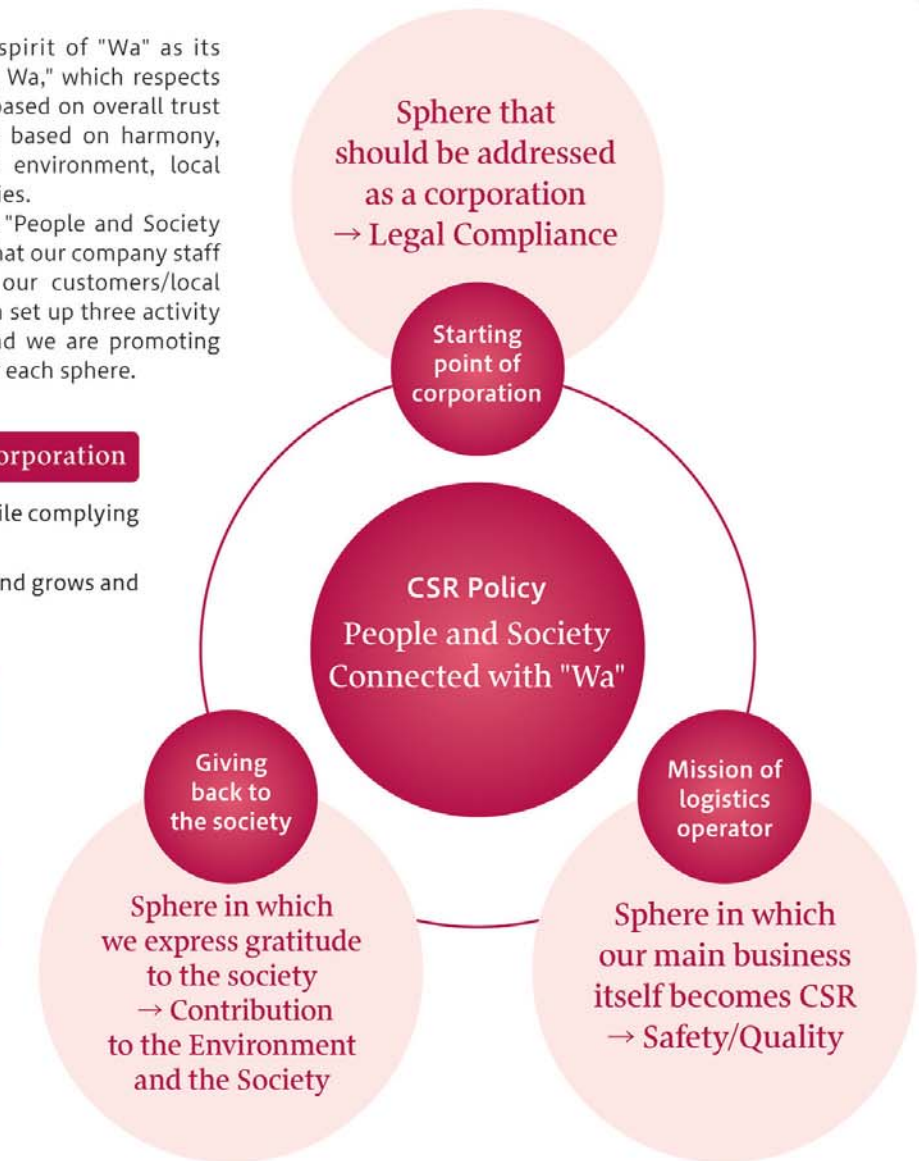 spirit of "Wa" as its
Wa," which respects
based on overall trust
based on harmony,
environment, local
ies.
"People and Society
hat our company staff
our customers/local
set up three activity
nd we are promoting
each sphere.
orporation
ile complying
nd grows and
Sphere that
should be addressed
as a corporation
→ Legal Compliance
Starting
point of
corporation
CSR Policy
People and Society
Connected with "Wa"
Giving
back to
the society
Sphere in which
we express gratitude
to the society
→ Contribution
to the Environment
and the Society
Mission of
logistics
operator
Sphere in which
our main business
itself becomes CSR
→ Safety/Quality